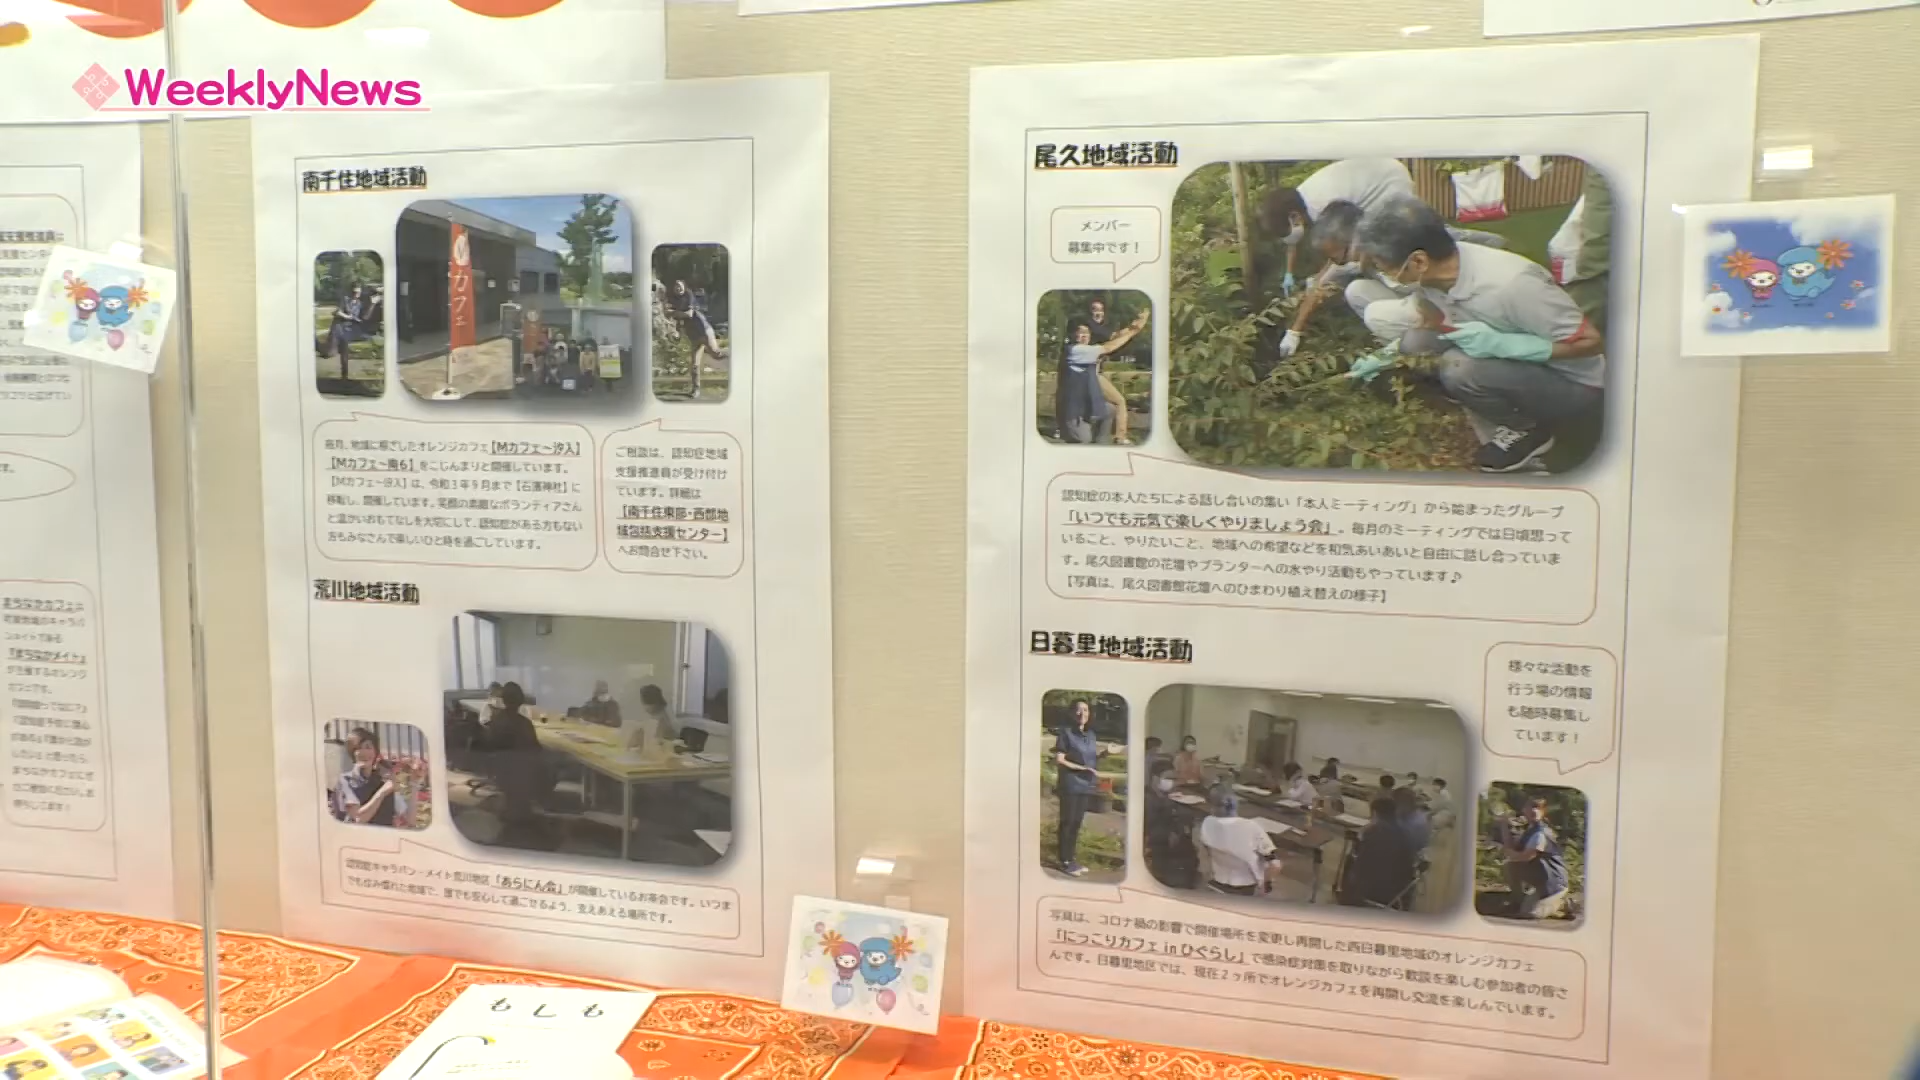 WeeklyNews
南千住地域活動
カフェ
毎月、地域に根ざしたオレンジカフェ【Mカフェ〜汐入】
【Mカフェ〜南6】をこじんまりと開催しています。
【Mカフェ〜汐入】は、令和3年9月まで【石濱神社】に
移転し、開催しています。笑顔の素敵なボランティアさん
と温かいおもてなしを大切にして、認知症がある方もない
方もみなさんで楽しいひと時を過ごしています。
ご相談は、認知症地域
支援推進員が受け付け
ています。詳細は
【南千住東部・西部地
域包括支援センター】
へお問合せ下さい。
荒川地域活動
認知症キャラバン・メイト荒川地区「あらにん会」が開催しているお茶会です。いつま
でも住み慣れた地域で、誰でも安心して過ごせるよう、支えあえる場所です。
尾久地域活動
メンバー
募集中です！
認知症の本人たちによる話し合いの集い「本人ミーティング」から始まったグループ
「いつでも元気で楽しくやりましょう会」。毎月のミーティングでは日頃思って
いること、やりたいこと、地域への希望などを和気あいあいと自由に話し合っていま
す。尾久図書館の花壇やプランターへの水やり活動もやっています♪
【写真は、尾久図書館花壇へのひまわり植え替えの様子】
日暮里地域活動
様々な活動を
行う場の情報
も随時募集し
ています！
写真は、コロナ禍の影響で開催場所を変更し再開した西日暮里地域のオレンジカフェ
「にっこりカフェ in ひぐらし」で感染症対策を取りながら歓談を楽しむ参加者の皆さ
んです。日暮里地区では、現在2ヶ所でオレンジカフェを再開し交流を楽しんでいます。
まちなかカフェは
『まちなかメイト』
もしも